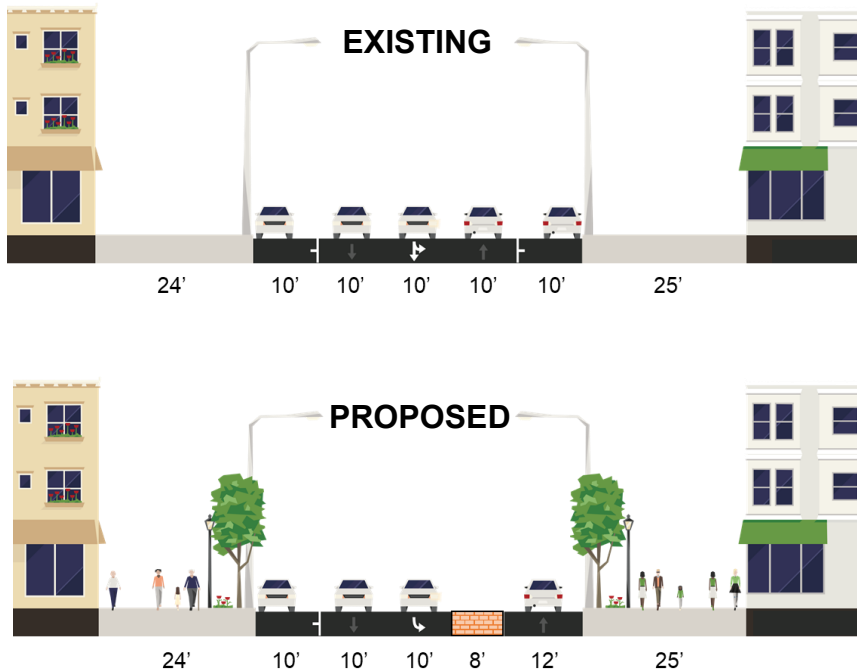 EXISTING
24’ 10’ 10’ 10’ 10’ 10’ 25’
PROPOSED
24’ 10’ 10’ 10’ 8’ 12’ 25’